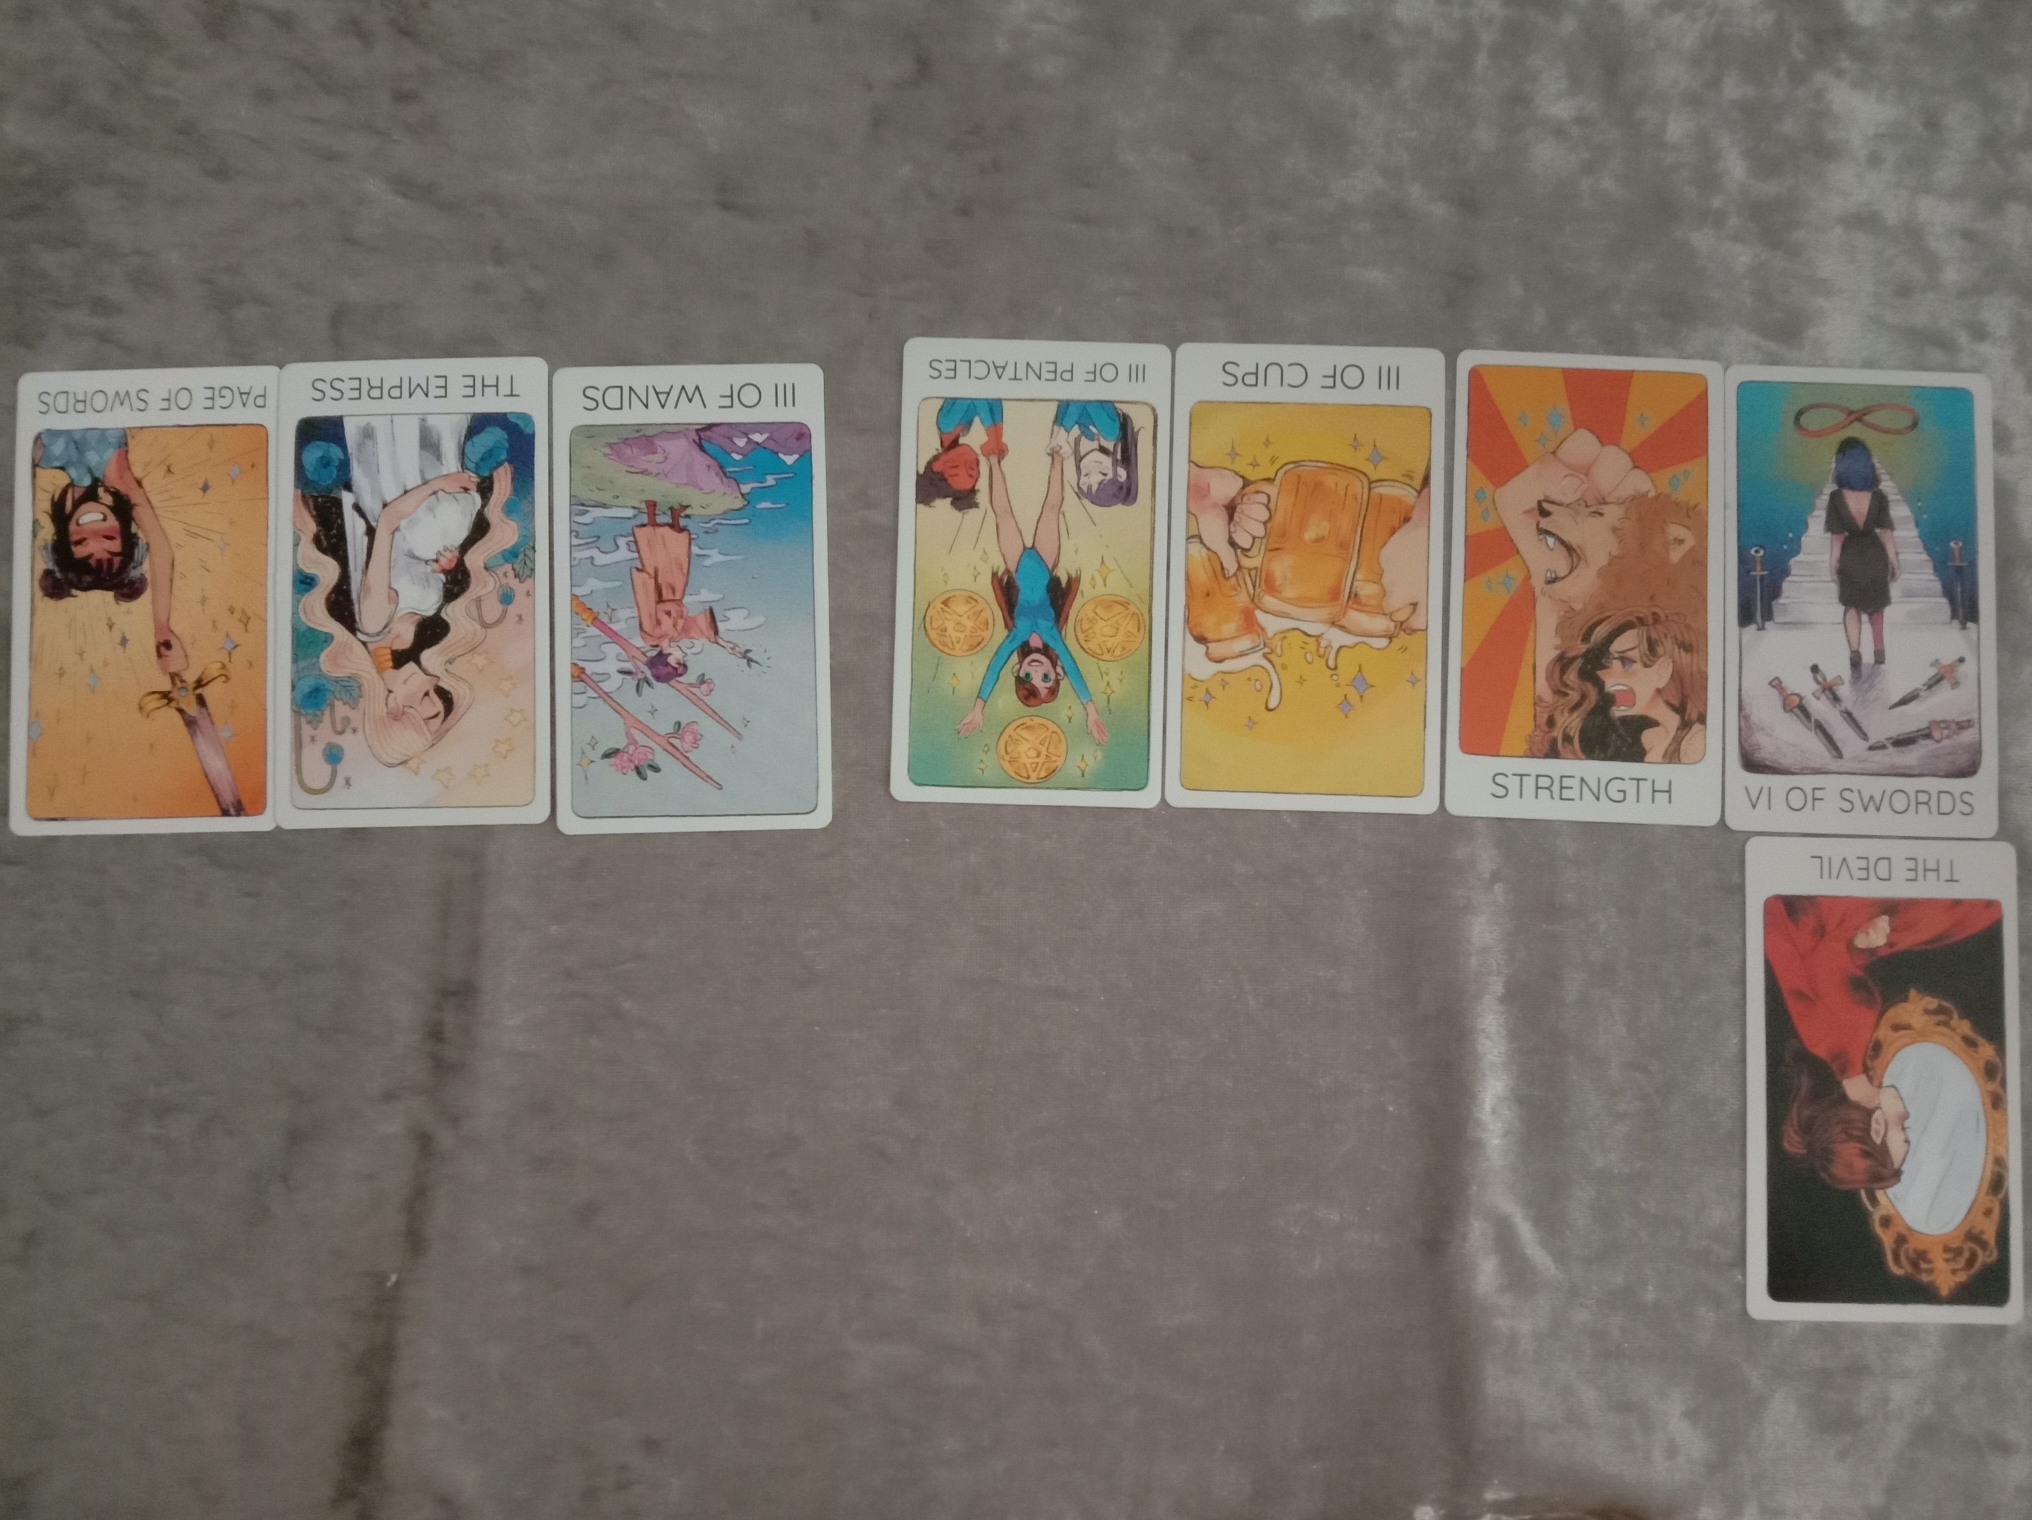 PAGE OF SWORDS
THE EMPRESS
III OF WANDS
III OF PENTACLES
III OF CUPS
STRENGTH
VI OF SWORDS
THE DEVIL